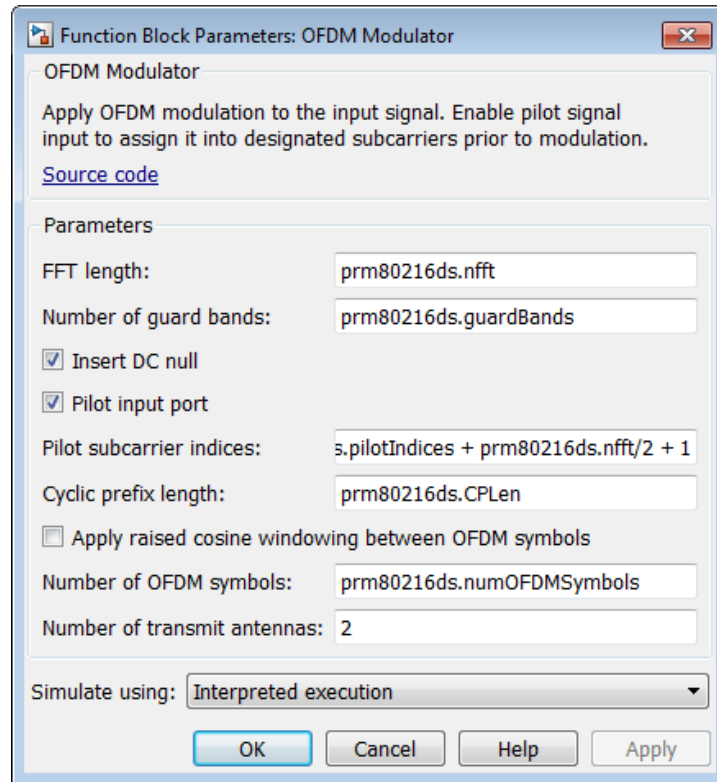 Function Block Parameters: OFDM Modulator
OFDM Modulator
Apply OFDM modulation to the input signal. Enable pilot signal
input to assign it into designated subcarriers prior to modulation.
Source code
Parameters
FFT length: prm80216ds.nfft
Number of guard bands: prm80216ds.guardBands
Insert DC null
Pilot input port
Pilot subcarrier indices: s.pilotIndices + prm80216ds.nfft/2 + 1
Cyclic prefix length: prm80216ds.CPLen
Apply raised cosine windowing between OFDM symbols
Number of OFDM symbols: prm80216ds.numOFDMSymbols
Number of transmit antennas: 2
Simulate using: Interpreted execution
OK Cancel Help Apply